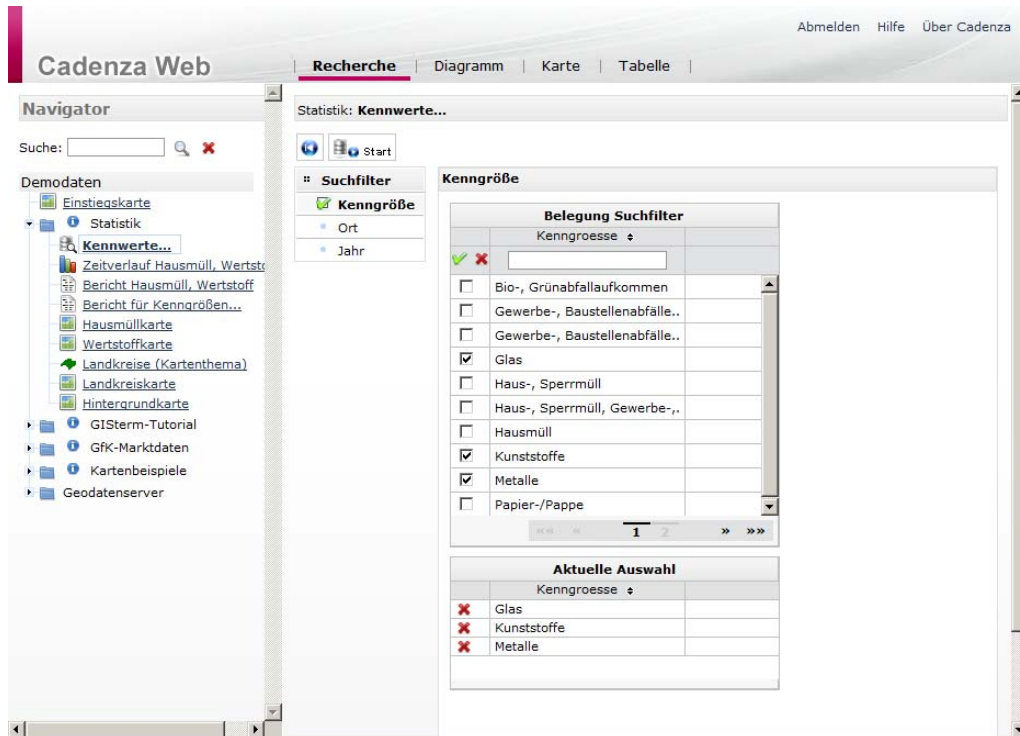 Abmelden Hilfe Über Cadenza
Cadenza Web
| Recherche | Diagramm | Karte | Tabelle |
Navigator
Suche:
Demodaten
Einstiegskarte
Statistik
Kennwerte...
Zeitverlauf Hausmüll, Wertsto
Bericht Hausmüll, Wertstoff
Bericht für Kenngrößen...
Hausmüllkarte
Wertstoffkarte
Landkreise (Kartenthema)
Landkreiskarte
Hintergrundkarte
GISterm-Tutorial
GfK-Marktdaten
Kartenbeispiele
Geodatenserver
Statistik: Kennwerte...
Start
Suchfilter
Kenngröße
Ort
Jahr
Kenngröße
Belegung Suchfilter
Kenngroesse
Bio-, Grünabfallaufkommen
Gewerbe-, Baustellenabfälle..
Gewerbe-, Baustellenabfälle..
Glas
Haus-, Sperrmüll
Haus-, Sperrmüll, Gewerbe-,.
Hausmüll
Kunststoffe
Metalle
Papier-/Pappe
«« « 1 2 » »»
Aktuelle Auswahl
Kenngroesse
Glas
Kunststoffe
Metalle